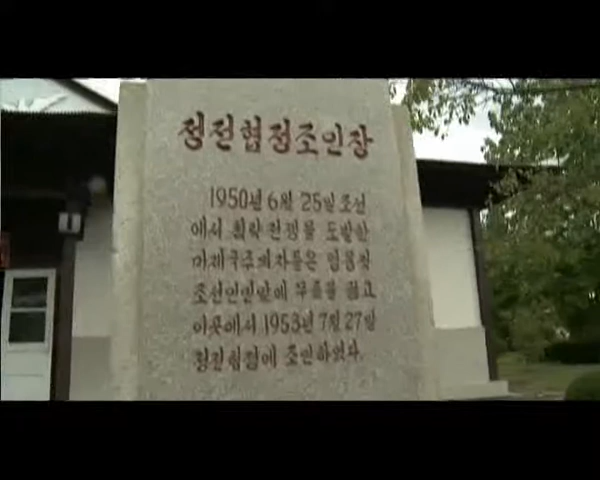 정전협정조인장
1950년 6월 25일 조선
에서 침략전쟁을 도발한
미제국주의자들은 영웅적
조선인민앞에 무릎을 꿇고
이곳에서 1953년 7월 27일
정전협정에 조인하였다.